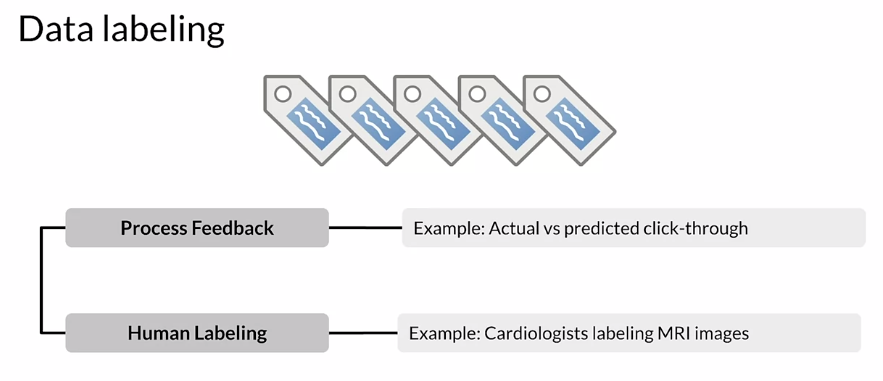 Data labeling
Process Feedback
Example: Actual vs predicted click-through
Human Labeling
Example: Cardiologists labeling MRI images